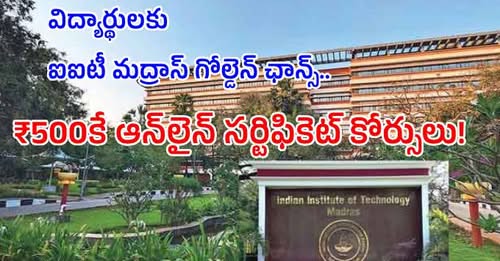 విద్యార్థులకు
ఐఐటీ మద్రాస్ గోల్డెన్ ఛాన్స్..
₹500కే ఆన్‌లైన్ సర్టిఫికెట్ కోర్సులు!
Indian Institute of Technology
Madras